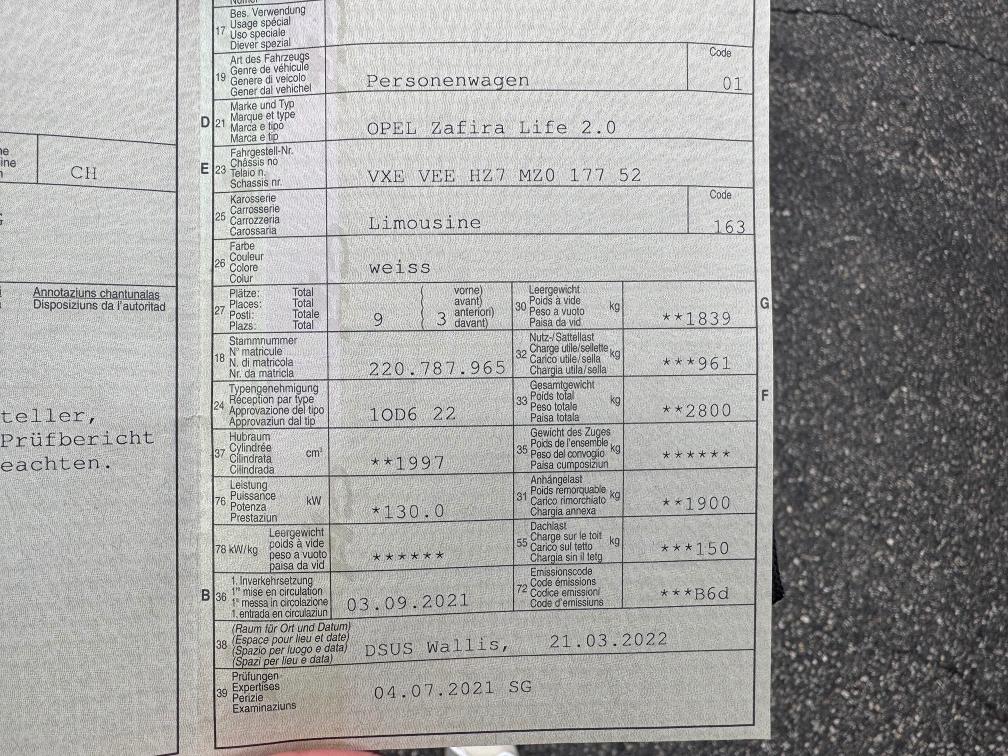 17
Bes. Verwendung
Usage spécial
Uso speciale
Diever spezial
19
Art des Fahrzeugs
Genre de véhicule
Genere di veicolo
Gener dal vehichel
Personenwagen
Code
01
D
21
Marke und Typ
Marque et type
Marca e tipo
Marca e tip
OPEL Zafira Life 2.0
E
23
Fahrgestell-Nr.
Châssis no
Telaio n.
Schassis nr.
VXE VEE HZ7 MZ0 177 52
25
Karosserie
Carrosserie
Carrozzeria
Carossaria
Limousine
Code
163
26
Farbe
Couleur
Colore
Colur
weiss
27
Plätze: Total
Places: Total
Posti: Totale
Plazs: Total
9
( vorne)
avant)
anteriori)
( 3 davant)
30
Leergewicht
Poids à vide
Peso a vuoto
Paisa da vid
kg
**1839
G
18
Stammnummer
N° matricule
N. di matricola
Nr. da matricla
220.787.965
32
Nutz-/Sattellast
Charge utile/sellette
Carico utile/sella
Chargia utila/sella
kg
***961
24
Typengenehmigung
Réception par type
Approvazione del tipo
Approvaziun dal tip
1OD6 22
33
Gesamtgewicht
Poids total
Peso totale
Paisa totala
kg
**2800
F
37
Hubraum
Cylindrée
Cilindrata
Cilindrada
cm³
**1997
35
Gewicht des Zuges
Poids de l'ensemble
Peso del convoglio
Paisa cumposiziun
kg
******
76
Leistung
Puissance
Potenza
Prestaziun
kW
*130.0
31
Anhängelast
Poids remorquable
Carico rimorchiato
Chargia annexa
kg
**1900
78 kW/kg
Leergewicht
poids à vide
peso a vuoto
paisa da vid
******
55
Dachlast
Charge sur le toit
Carico sul tetto
Chargia sin il tetg
kg
***150
B
36
1. Inverkehrsetzung
1re mise en circulation
1a messa in circolazione
1. entrada en circulaziun
03.09.2021
72
Emissionscode
Code émissions
Codice emissioni
Code d'emissiuns
***B6d
38
(Raum für Ort und Datum)
(Espace pour lieu et date)
(Spazio per luogo e data)
(Spazi per lieu e data)
DSUS Wallis, 21.03.2022
39
Prüfungen
Expertises
Perizie
Examinaziuns
04.07.2021 SG
CH
Annotaziuns chantunalas
Disposiziuns da l'autoritad
teller,
Prüfbericht
eachten.